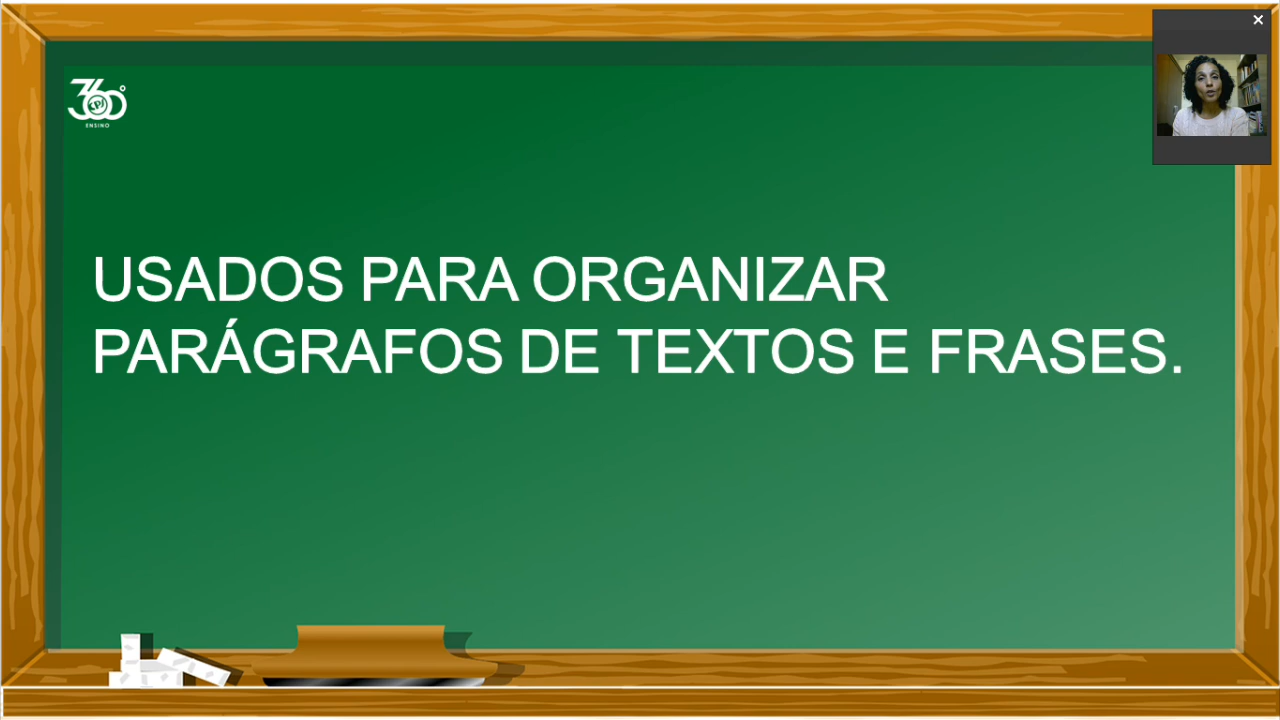 360°
ENSINO
USADOS PARA ORGANIZAR
PARÁGRAFOS DE TEXTOS E FRASES.